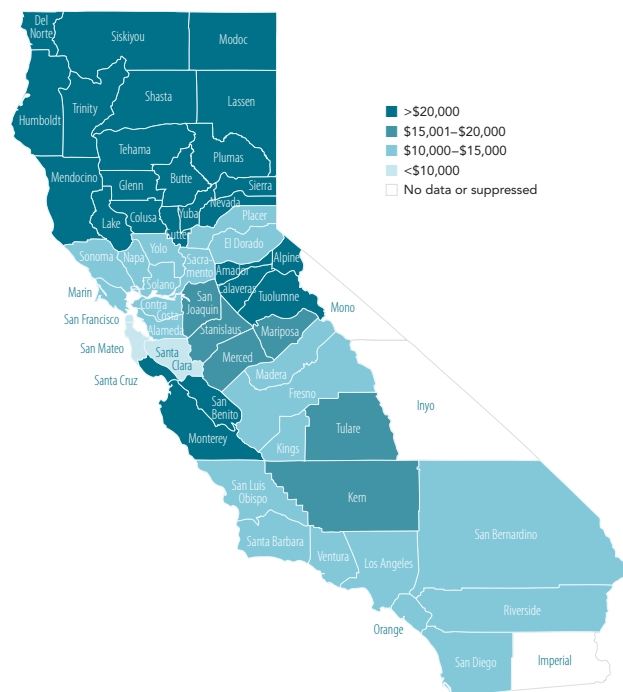 Del
Norte
Siskiyou
Modoc
Humboldt
Trinity
Shasta
Lassen
>$20,000
$15,001–$20,000
$10,000–$15,000
<$10,000
No data or suppressed
Tehama
Plumas
Mendocino
Glenn
Butte
Sierra
Nevada
Lake
Colusa
Yuba
Placer
Sutter
El Dorado
Sonoma
Napa
Yolo
Sacra-
mento
Alpine
Amador
Solano
Calaveras
Marin
San
Joaquin
Tuolumne
Mono
Contra
Costa
San Francisco
Alameda
Stanislaus
Mariposa
San Mateo
Santa
Clara
Merced
Madera
Santa Cruz
Fresno
San
Benito
Inyo
Tulare
Monterey
Kings
San Luis
Obispo
Kern
San Bernardino
Santa Barbara
Ventura
Los Angeles
Riverside
Orange
San Diego
Imperial